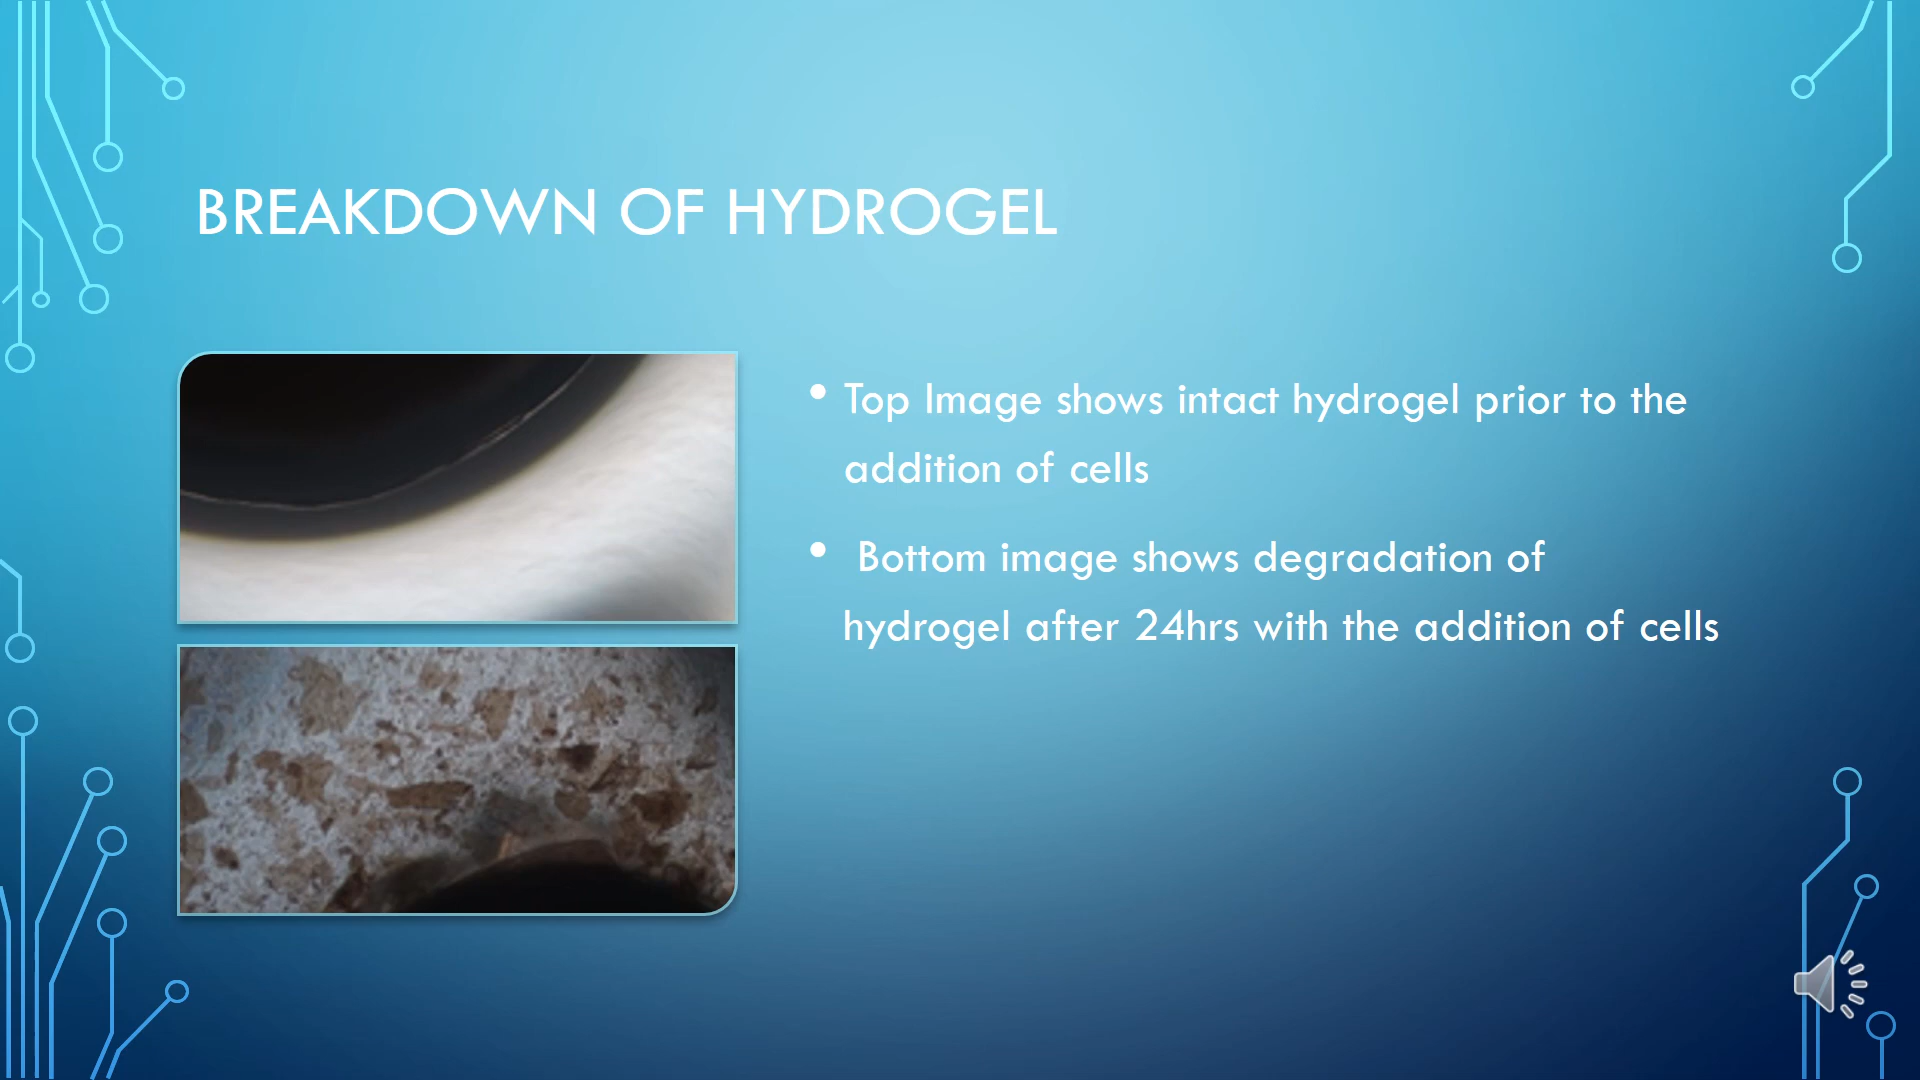 BREAKDOWN OF HYDROGEL
• Top Image shows intact hydrogel prior to the
addition of cells
• Bottom image shows degradation of
hydrogel after 24hrs with the addition of cells